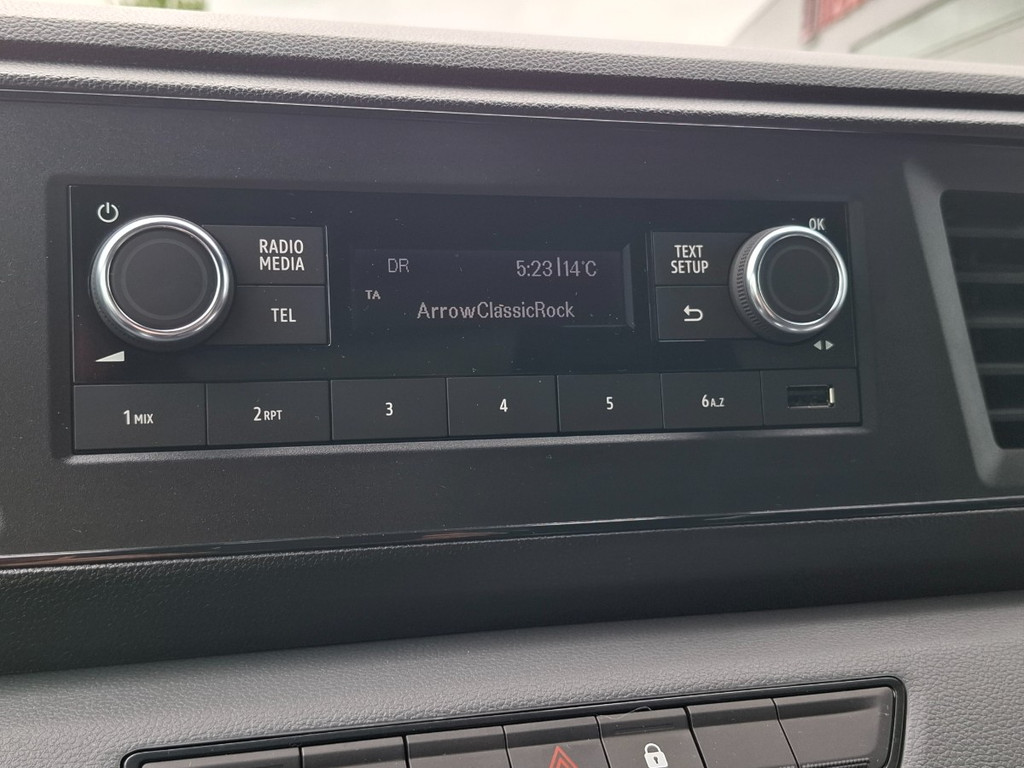 RADIO
MEDIA
TEL
DR 5:23|14°C
TA
ArrowClassicRock
TEXT
SETUP
OK
1 MIX
2 RPT
3
4
5
6 A.Z